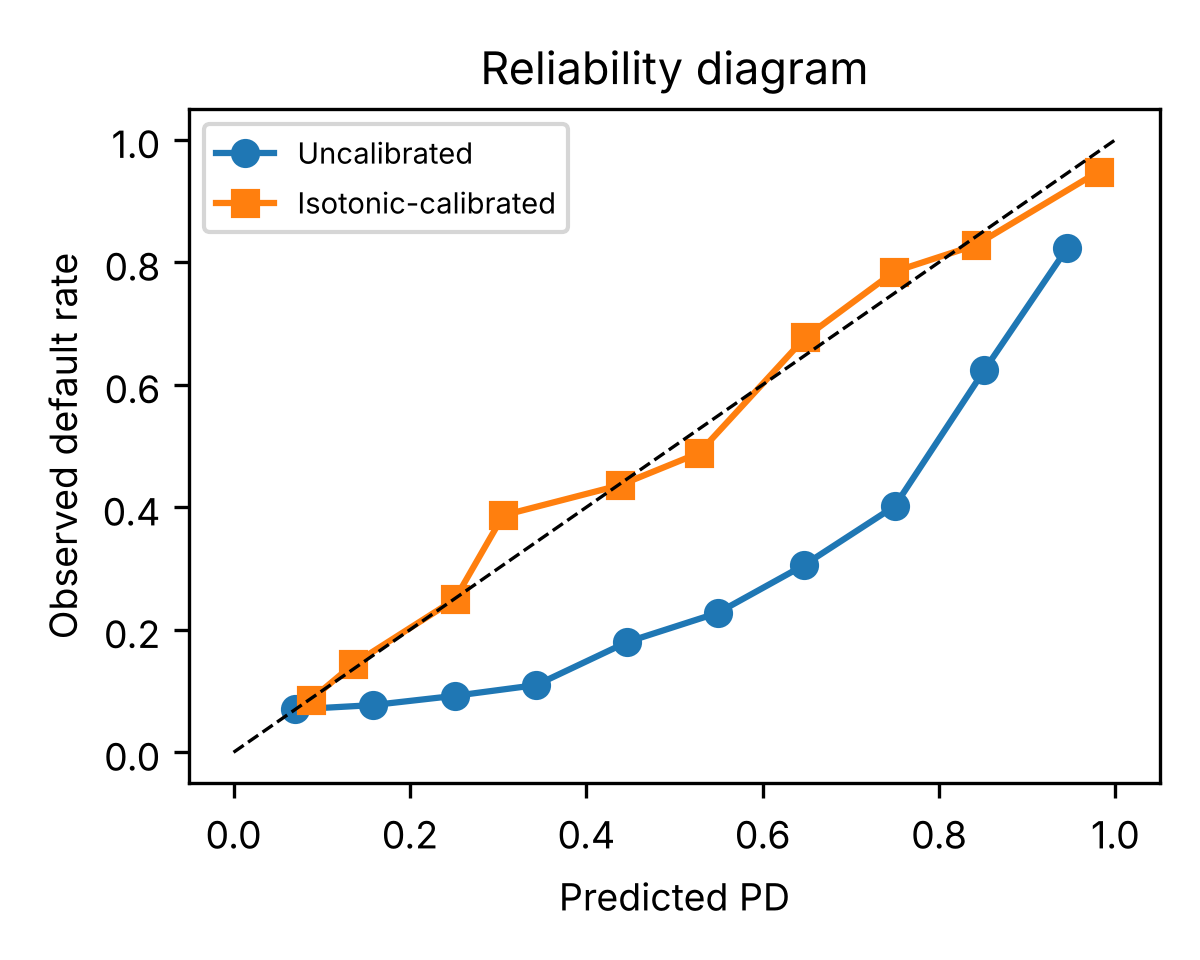 Reliability diagram
Uncalibrated
Isotonic-calibrated
Observed default rate
1.0
0.8
0.6
0.4
0.2
0.0
0.0 0.2 0.4 0.6 0.8 1.0
Predicted PD